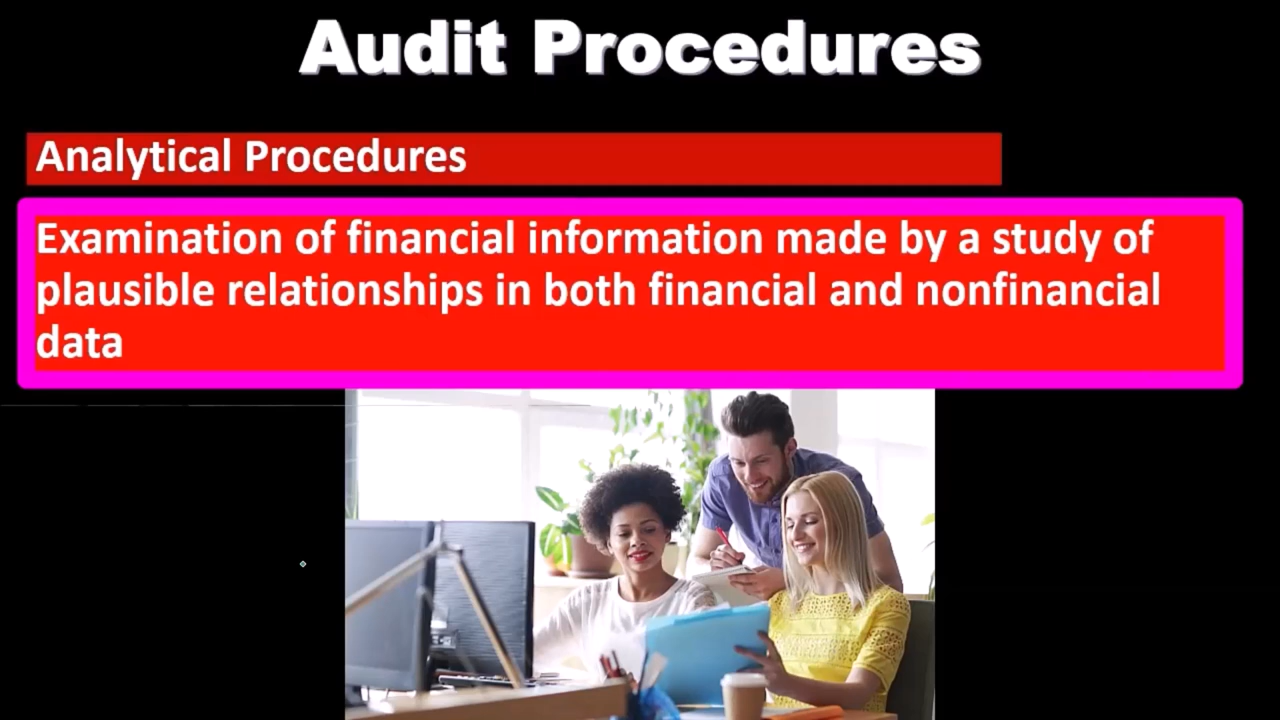 Audit Procedures
Analytical Procedures
Examination of financial information made by a study of
plausible relationships in both financial and nonfinancial
data